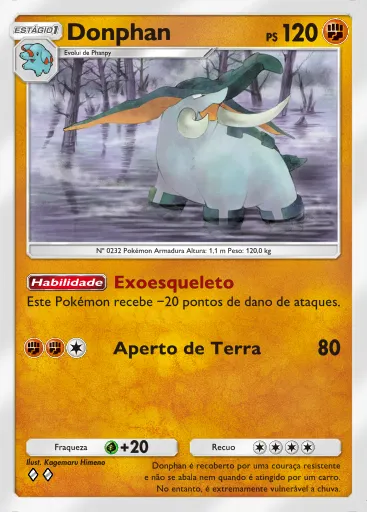 ESTÁGIO 1
Donphan
PS 120
Evolui de Phanpy
Nº 0232 Pokémon Armadura Altura: 1,1 m Peso: 120,0 kg
Habilidade Exoesqueleto
Este Pokémon recebe −20 pontos de dano de ataques.
Aperto de Terra 80
Fraqueza +20
Recuo
Ilust. Kagemaru Himeno
Donphan é recoberto por uma couraça resistente
e não se abala nem quando é atingido por um carro.
No entanto, é extremamente vulnerável a chuva.